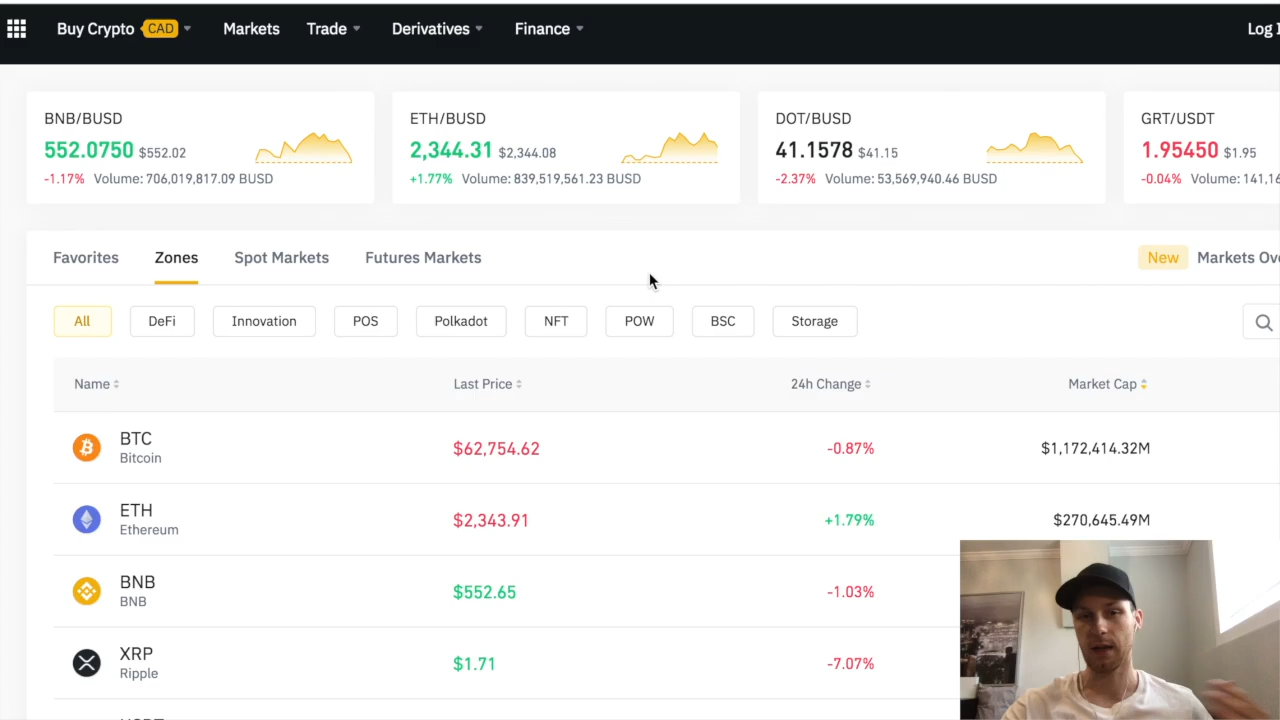 Buy Crypto CAD Markets Trade Derivatives Finance Log
BNB/BUSD
552.0750 $552.02
-1.17% Volume: 706,019,817.09 BUSD
ETH/BUSD
2,344.31 $2,344.08
+1.77% Volume: 839,519,561.23 BUSD
DOT/BUSD
41.1578 $41.15
-2.37% Volume: 53,569,940.46 BUSD
GRT/USDT
1.95450 $1.95
-0.04% Volume: 141,16
Favorites Zones Spot Markets Futures Markets New Markets Ov
All DeFi Innovation POS Polkadot NFT POW BSC Storage
Name Last Price 24h Change Market Cap
BTC
Bitcoin
$62,754.62 -0.87% $1,172,414.32M
ETH
Ethereum
$2,343.91 +1.79% $270,645.49M
BNB
BNB
$552.65 -1.03%
XRP
Ripple
$1.71 -7.07%